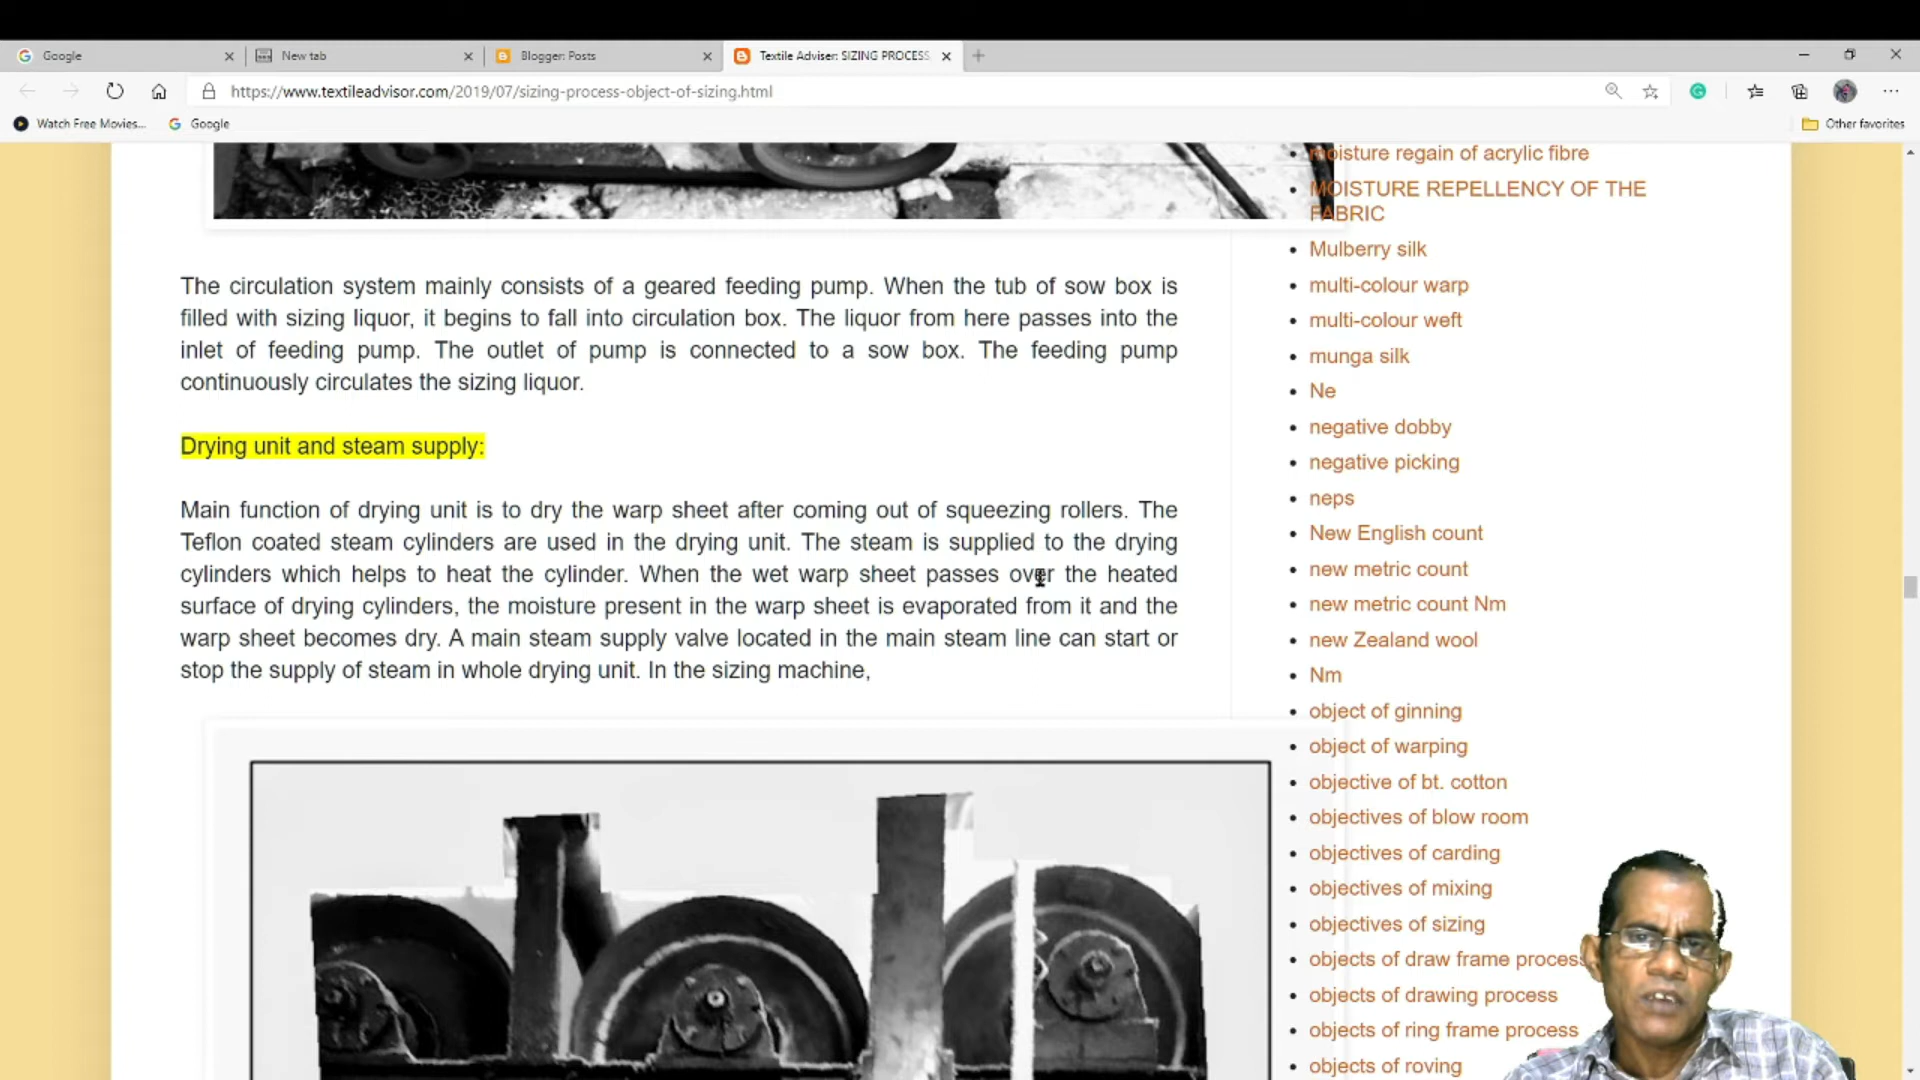 Google
New tab
Blogger: Posts
Textile Adviser: SIZING PROCESS,
https://www.textileadvisor.com/2019/07/sizing-process-object-of-sizing.html
Watch Free Movies...
Google
Other favorites
The circulation system mainly consists of a geared feeding pump. When the tub of sow box is
filled with sizing liquor, it begins to fall into circulation box. The liquor from here passes into the
inlet of feeding pump. The outlet of pump is connected to a sow box. The feeding pump
continuously circulates the sizing liquor.
Drying unit and steam supply:
Main function of drying unit is to dry the warp sheet after coming out of squeezing rollers. The
Teflon coated steam cylinders are used in the drying unit. The steam is supplied to the drying
cylinders which helps to heat the cylinder. When the wet warp sheet passes over the heated
surface of drying cylinders, the moisture present in the warp sheet is evaporated from it and the
warp sheet becomes dry. A main steam supply valve located in the main steam line can start or
stop the supply of steam in whole drying unit. In the sizing machine,
moisture regain of acrylic fibre
MOISTURE REPELLENCY OF THE
FABRIC
Mulberry silk
multi-colour warp
multi-colour weft
munga silk
Ne
negative dobby
negative picking
neps
New English count
new metric count
new metric count Nm
new Zealand wool
Nm
object of ginning
object of warping
objective of bt. cotton
objectives of blow room
objectives of carding
objectives of mixing
objectives of sizing
objects of draw frame process
objects of drawing process
objects of ring frame process
objects of roving